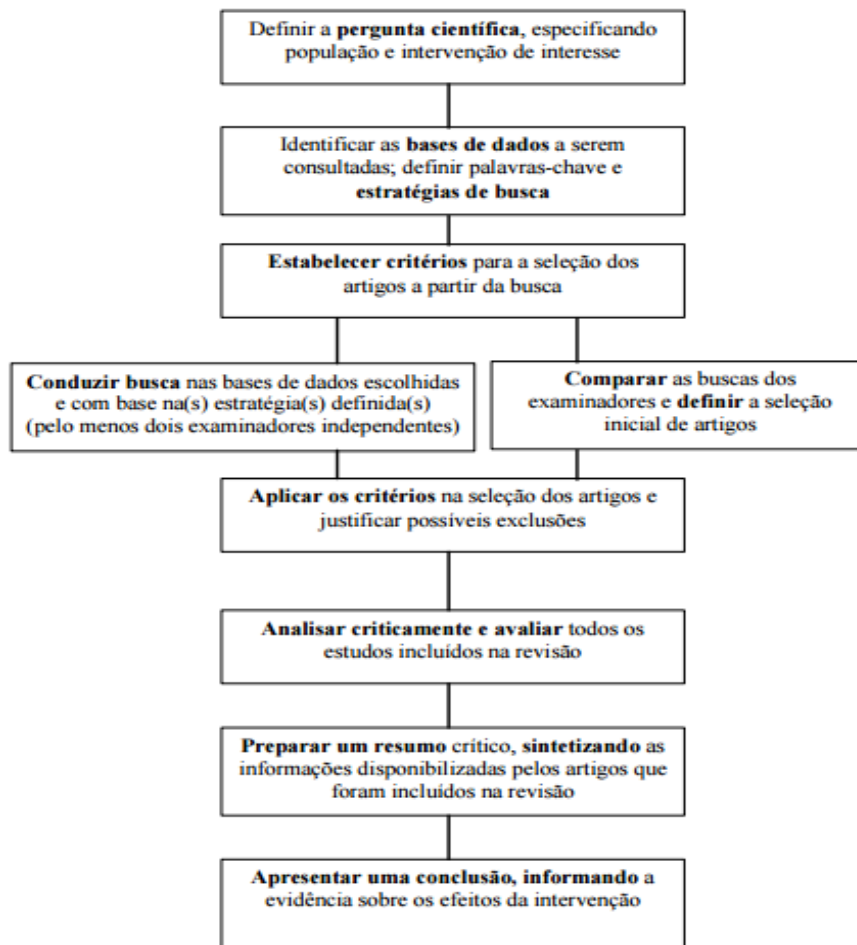 Definir a pergunta científica, especificando
população e intervenção de interesse
Identificar as bases de dados a serem
consultadas; definir palavras-chave e
estratégias de busca
Estabelecer critérios para a seleção dos
artigos a partir da busca
Conduzir busca nas bases de dados escolhidas
e com base na(s) estratégia(s) definida(s)
(pelo menos dois examinadores independentes)
Comparar as buscas dos
examinadores e definir a seleção
inicial de artigos
Aplicar os critérios na seleção dos artigos e
justificar possíveis exclusões
Analisar criticamente e avaliar todos os
estudos incluídos na revisão
Preparar um resumo crítico, sintetizando as
informações disponibilizadas pelos artigos que
foram incluídos na revisão
Apresentar uma conclusão, informando a
evidência sobre os efeitos da intervenção